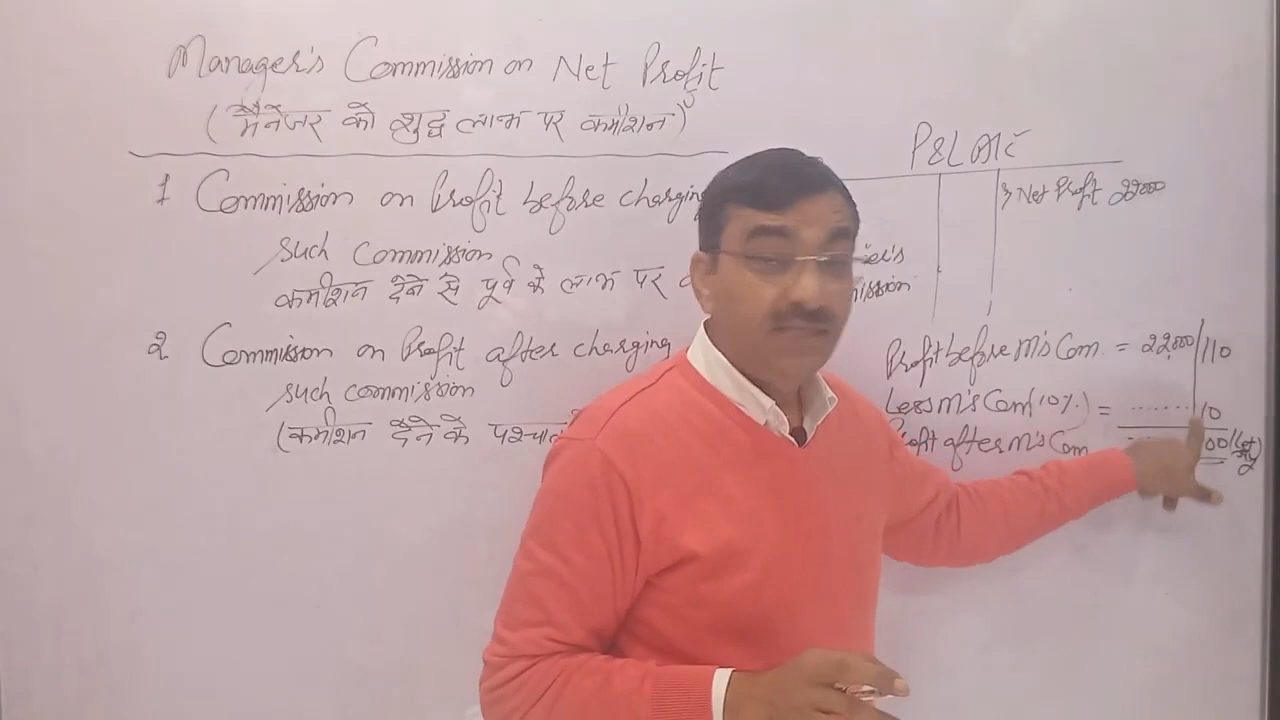 Manager's Commission on Net Profit
(मैनेजर को शुद्ध लाभ पर कमीशन)
1 Commission on Profit before charging
such commission
कमीशन देने से पूर्व के लाभ पर
2 Commission on Profit after charging
such commission
(कमीशन देने के पश्चात
P&L A/c
Net Profit 22000
Profit before M's Com. = 22,000 110
Less M's Com (10%) = ....... 10
Profit after M's Com